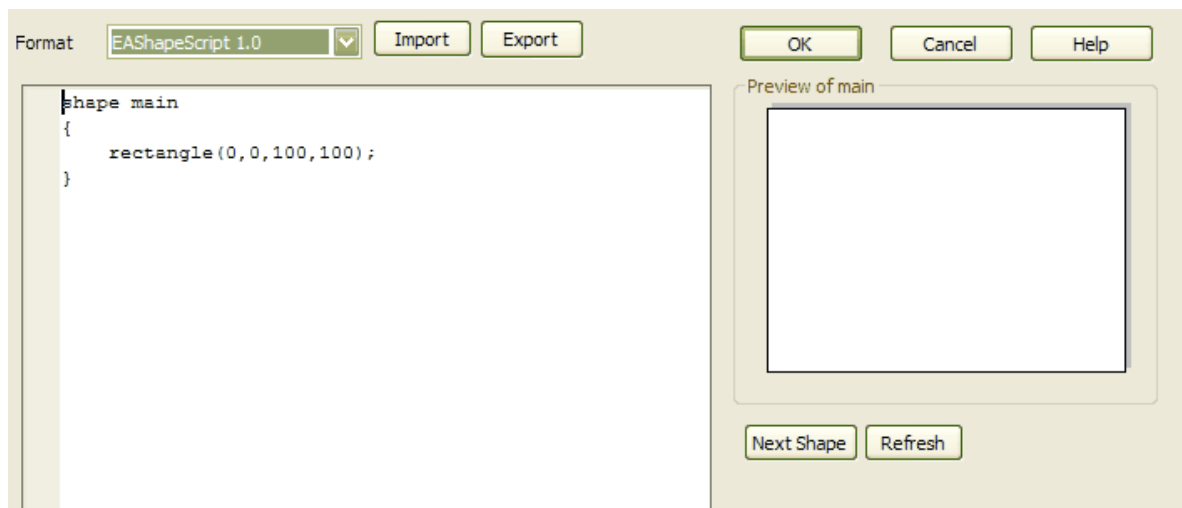 Format EAShapeScript 1.0 Import Export OK Cancel Help
Preview of main
shape main
{
    rectangle(0,0,100,100);
}
Next Shape Refresh